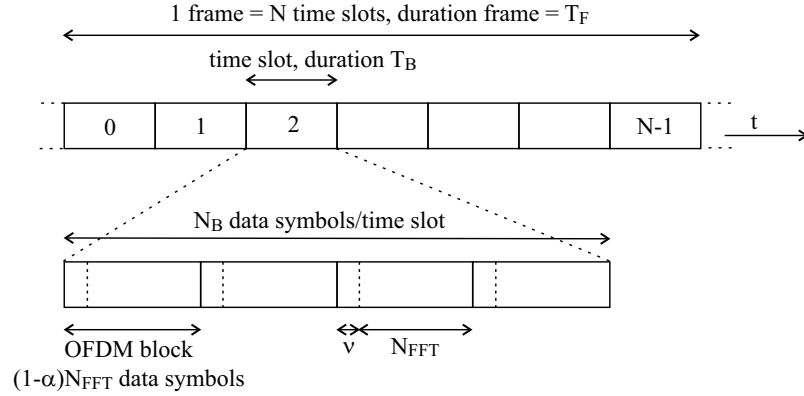 1 frame = N time slots, duration frame = T_F
time slot, duration T_B
0 1 2 N-1 t
N_B data symbols/time slot
OFDM block ν N_FFT
(1-α)N_FFT data symbols